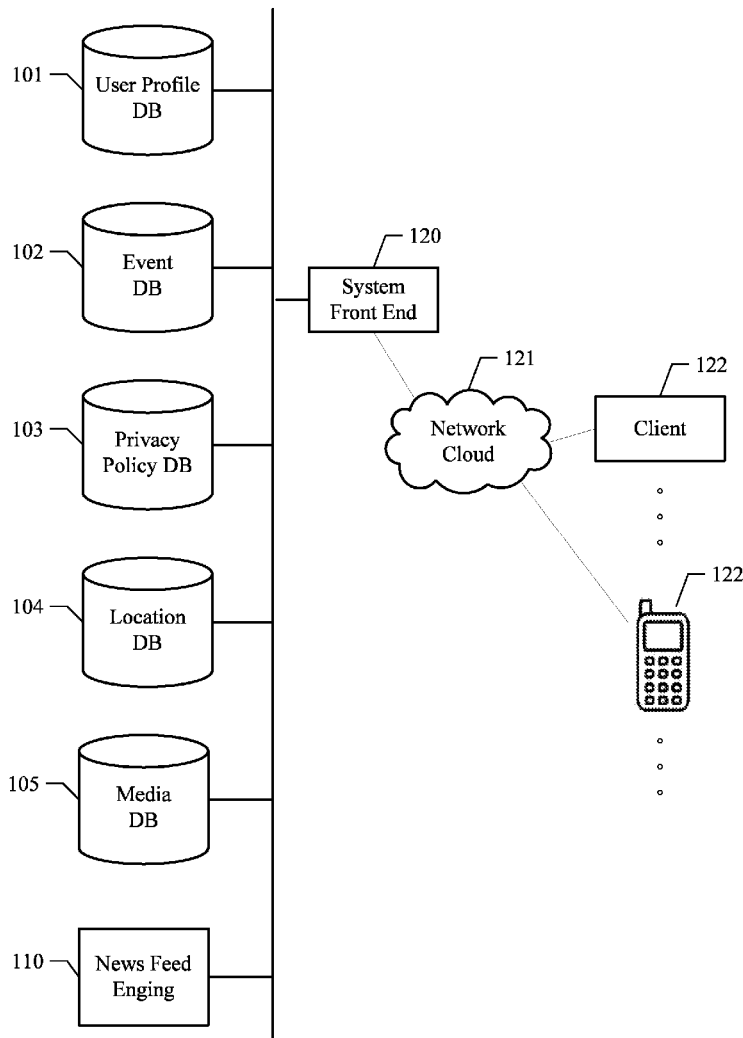 101
User Profile
DB
102
Event
DB
120
System
Front End
103
Privacy
Policy DB
121
Network
Cloud
122
Client
104
Location
DB
122
105
Media
DB
110
News Feed
Enging